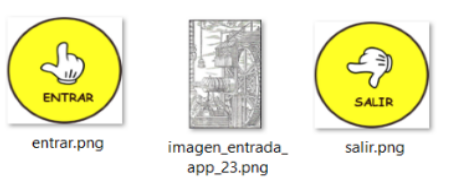 ENTRAR
SALIR
entrar.png
imagen_entrada_
app_23.png
salir.png